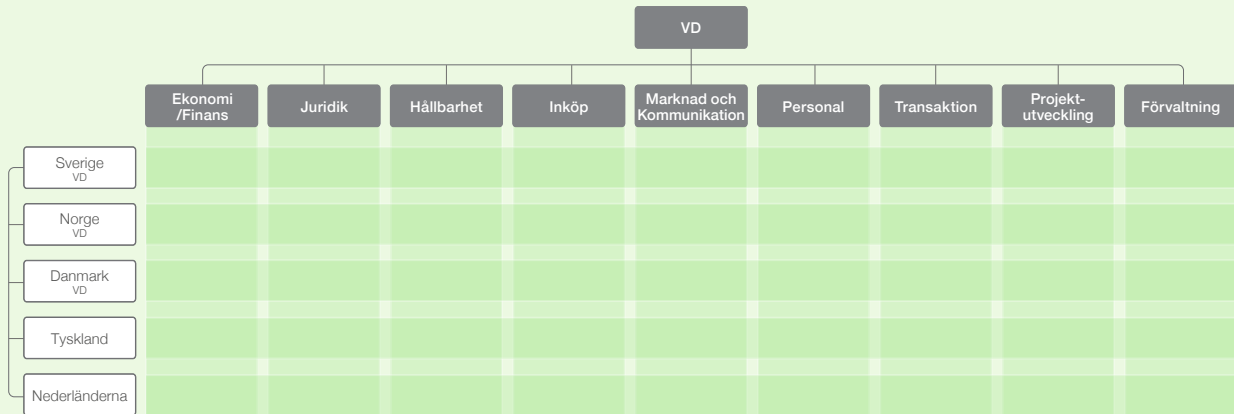 VD
Ekonomi
/Finans
Juridik
Hållbarhet
Inköp
Marknad och
Kommunikation
Personal
Transaktion
Projekt-
utveckling
Förvaltning
Sverige
VD
Norge
VD
Danmark
VD
Tyskland
Nederländerna